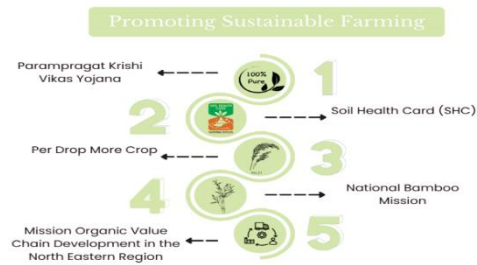 Promoting Sustainable Farming
Parampragat Krishi
Vikas Yojana
100%
Pure
1
2
Soil Health Card (SHC)
Per Drop More Crop
3
4
National Bamboo
Mission
Mission Organic Value
Chain Development in the
North Eastern Region
5